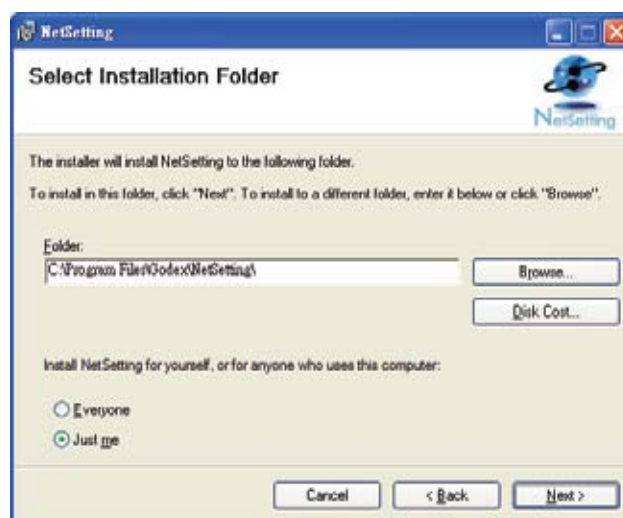 NetSetting
Select Installation Folder
NetSetting
The installer will install NetSetting to the following folder.
To install in this folder, click "Next". To install to a different folder, enter it below or click "Browse".
Folder:
C:\Program Files\Godex\NetSetting\
Browse...
Disk Cost...
Install NetSetting for yourself, or for anyone who uses this computer:
Everyone
Just me
Cancel
< Back
Next >